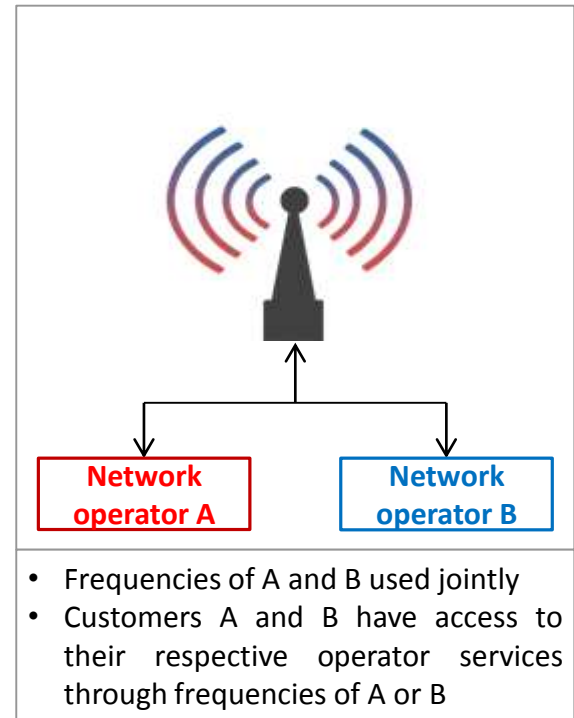 Network
operator A
Network
operator B
• Frequencies of A and B used jointly
• Customers A and B have access to
their respective operator services
through frequencies of A or B